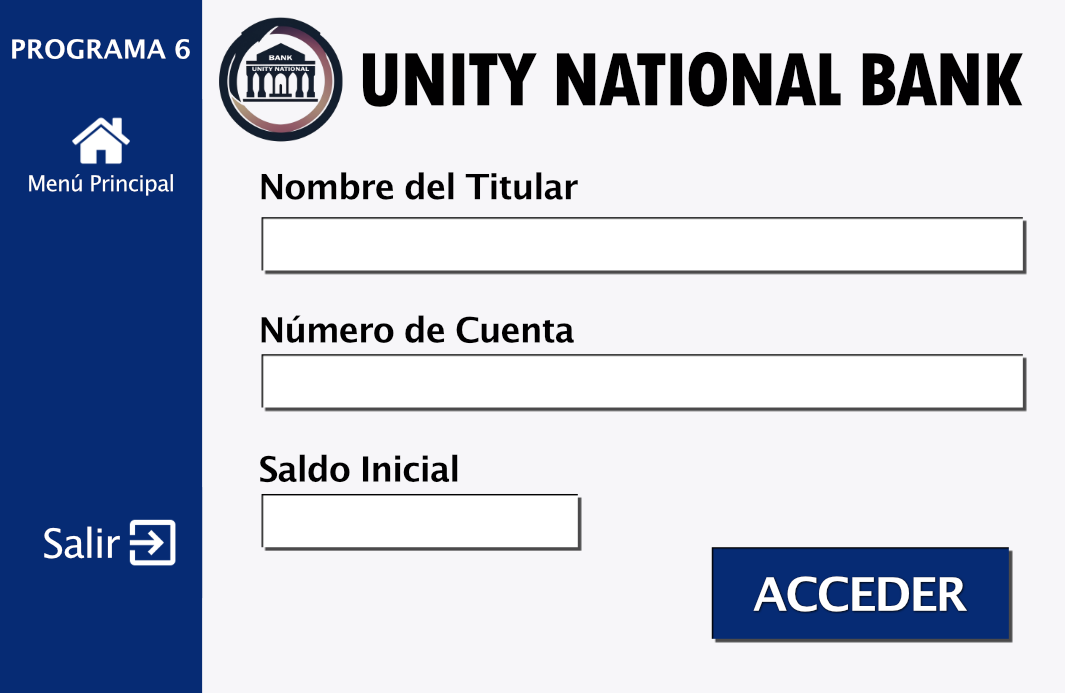 PROGRAMA 6
Menú Principal
Salir
BANK
UNITY NATIONAL
UNITY NATIONAL BANK
Nombre del Titular
Número de Cuenta
Saldo Inicial
ACCEDER